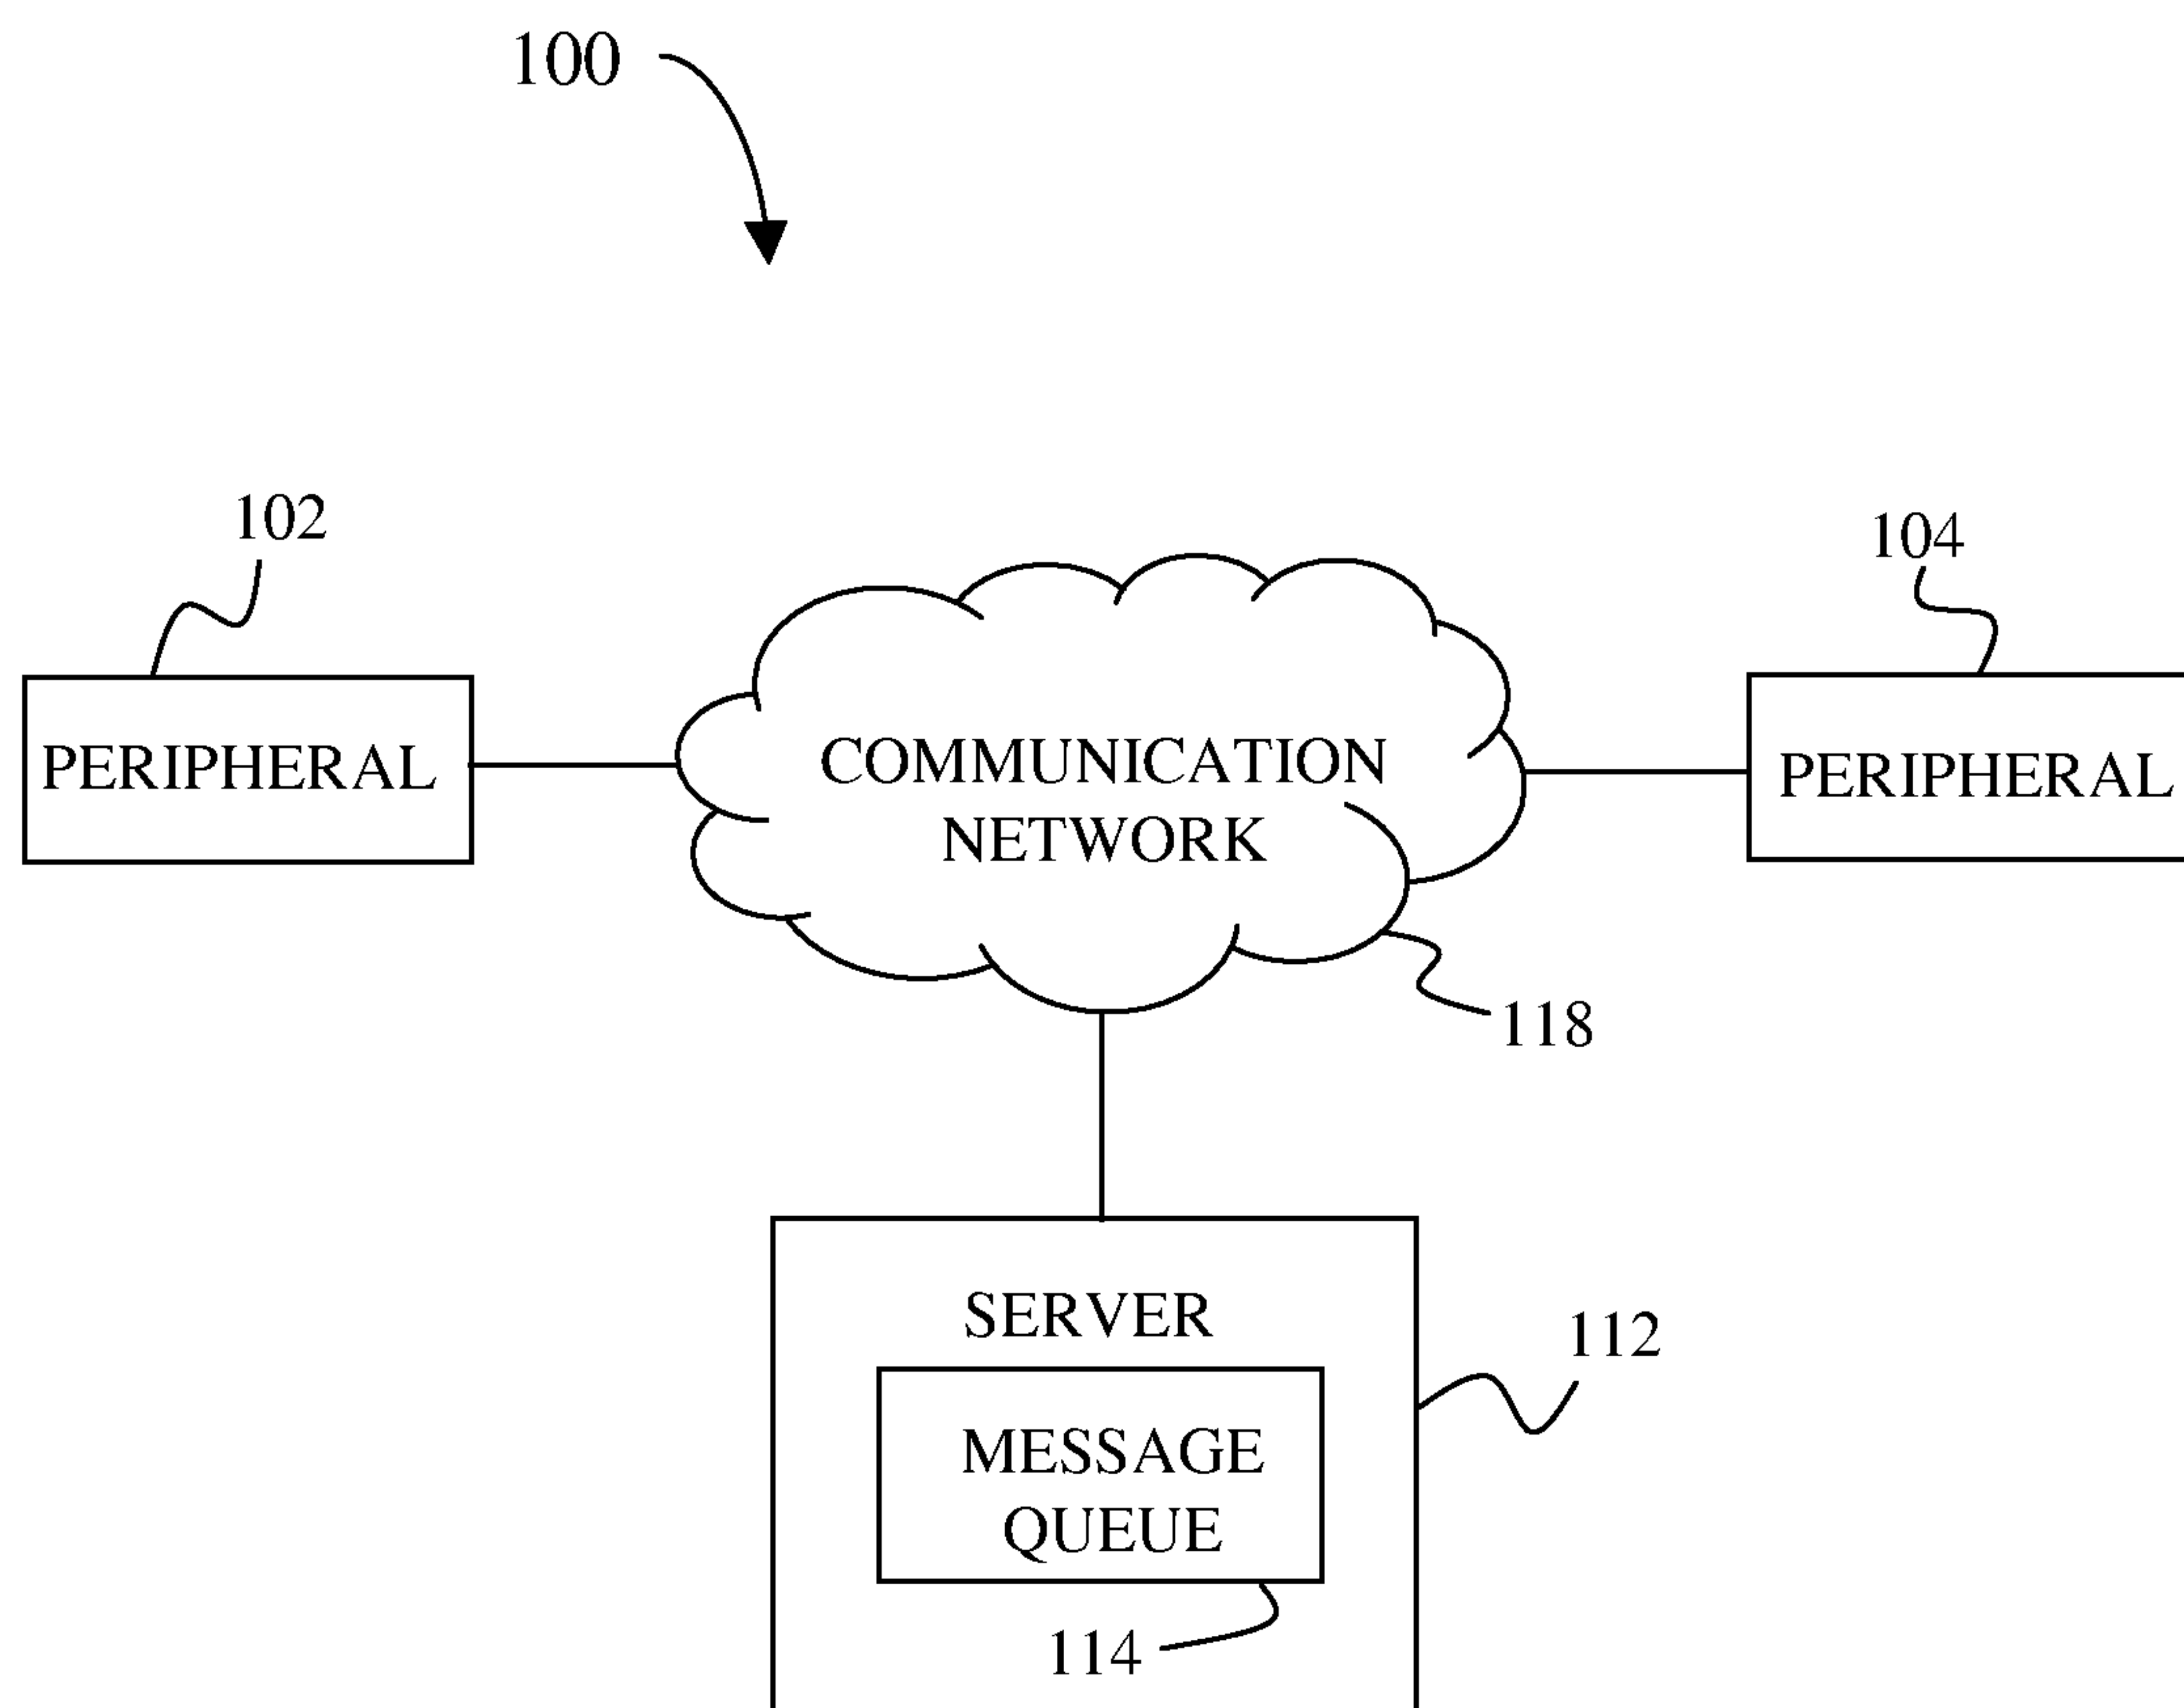 100
102
104
PERIPHERAL
COMMUNICATION
NETWORK
PERIPHERAL
118
SERVER
112
MESSAGE
QUEUE
114